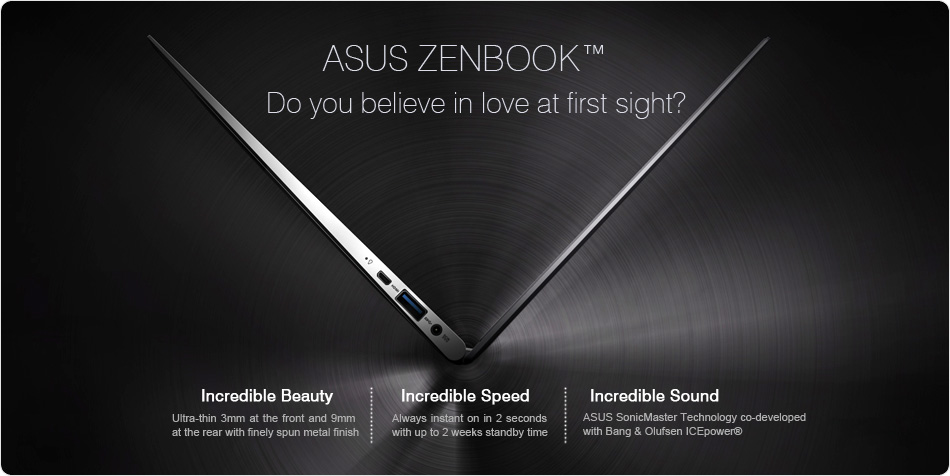 ASUS ZENBOOK™
Do you believe in love at first sight?
Incredible Beauty
Ultra-thin 3mm at the front and 9mm
at the rear with finely spun metal finish
Incredible Speed
Always instant on in 2 seconds
with up to 2 weeks standby time
Incredible Sound
ASUS SonicMaster Technology co-developed
with Bang & Olufsen ICEpower®